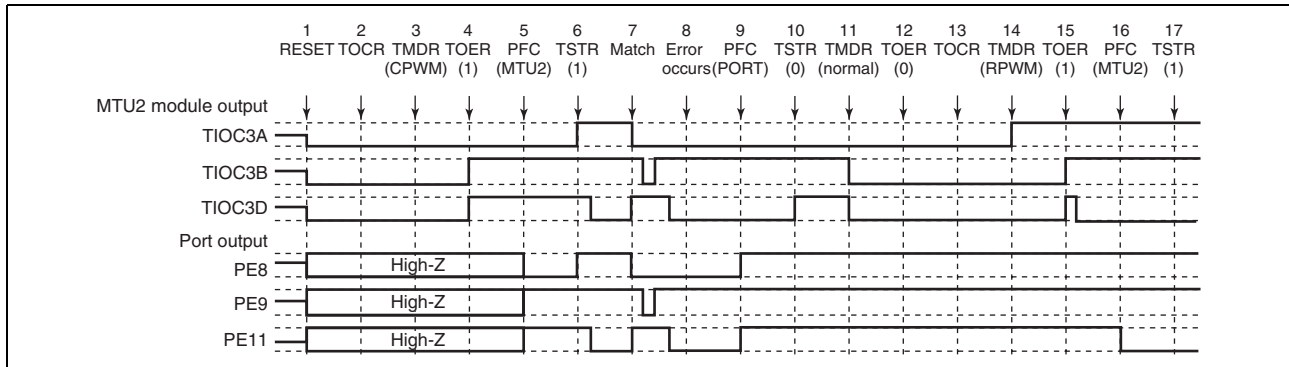 1 2 3 4 5 6 7 8 9 10 11 12 13 14 15 16 17
RESET TOCR TMDR TOER PFC TSTR Match Error PFC TSTR TMDR TOER TOCR TMDR TOER PFC TSTR
(CPWM) (1) (MTU2) (1) occurs (PORT) (0) (normal) (0) (RPWM) (1) (MTU2) (1)
MTU2 module output
TIOC3A
TIOC3B
TIOC3D
Port output
PE8 High-Z
PE9 High-Z
PE11 High-Z